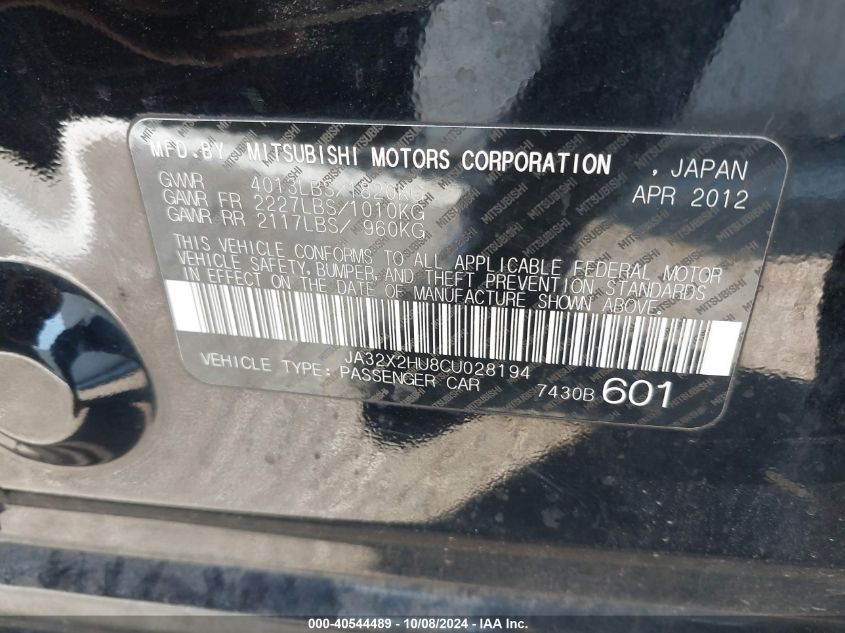 MFD.BY MITSUBISHI MOTORS CORPORATION , JAPAN
GVWR 4013LBS/1820KG APR 2012
GAWR FR 2227LBS/1010KG
GAWR RR 2117LBS/ 960KG
THIS VEHICLE CONFORMS TO ALL APPLICABLE FEDERAL MOTOR
VEHICLE SAFETY, BUMPER, AND THEFT PREVENTION STANDARDS
IN EFFECT ON THE DATE OF MANUFACTURE SHOWN ABOVE.
JA32X2HU8CU028194
VEHICLE TYPE: PASSENGER CAR 7430B 601
000-40544489 - 10/08/2024 - © IAA Inc.